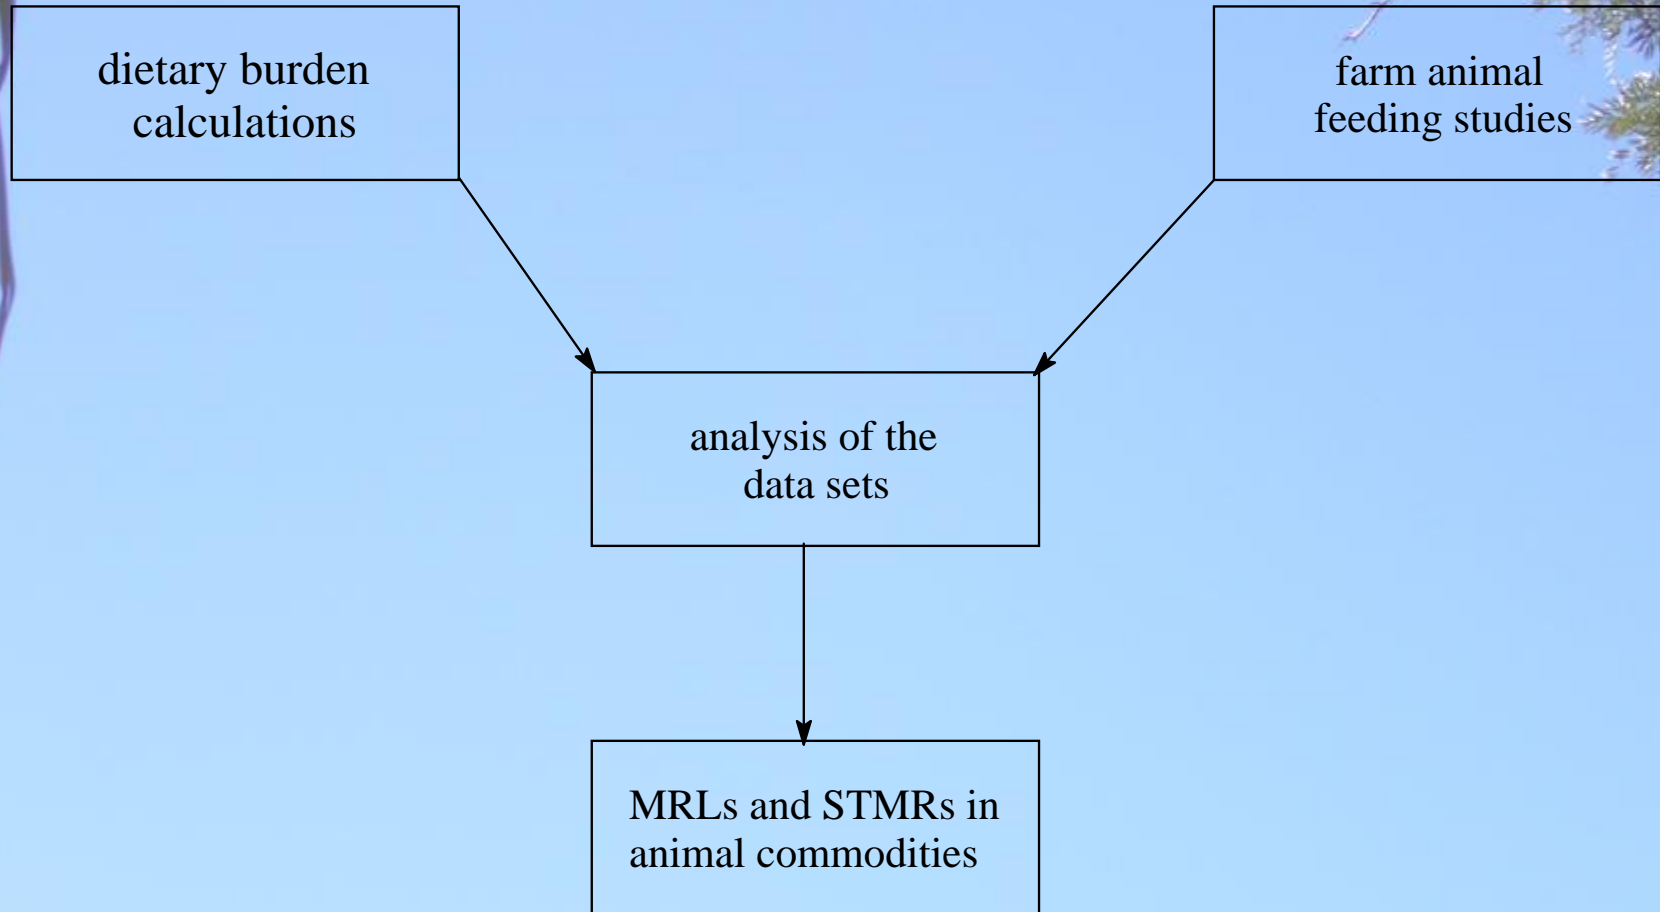 dietary burden
calculations
farm animal
feeding studies
analysis of the
data sets
MRLs and STMRs in
animal commodities